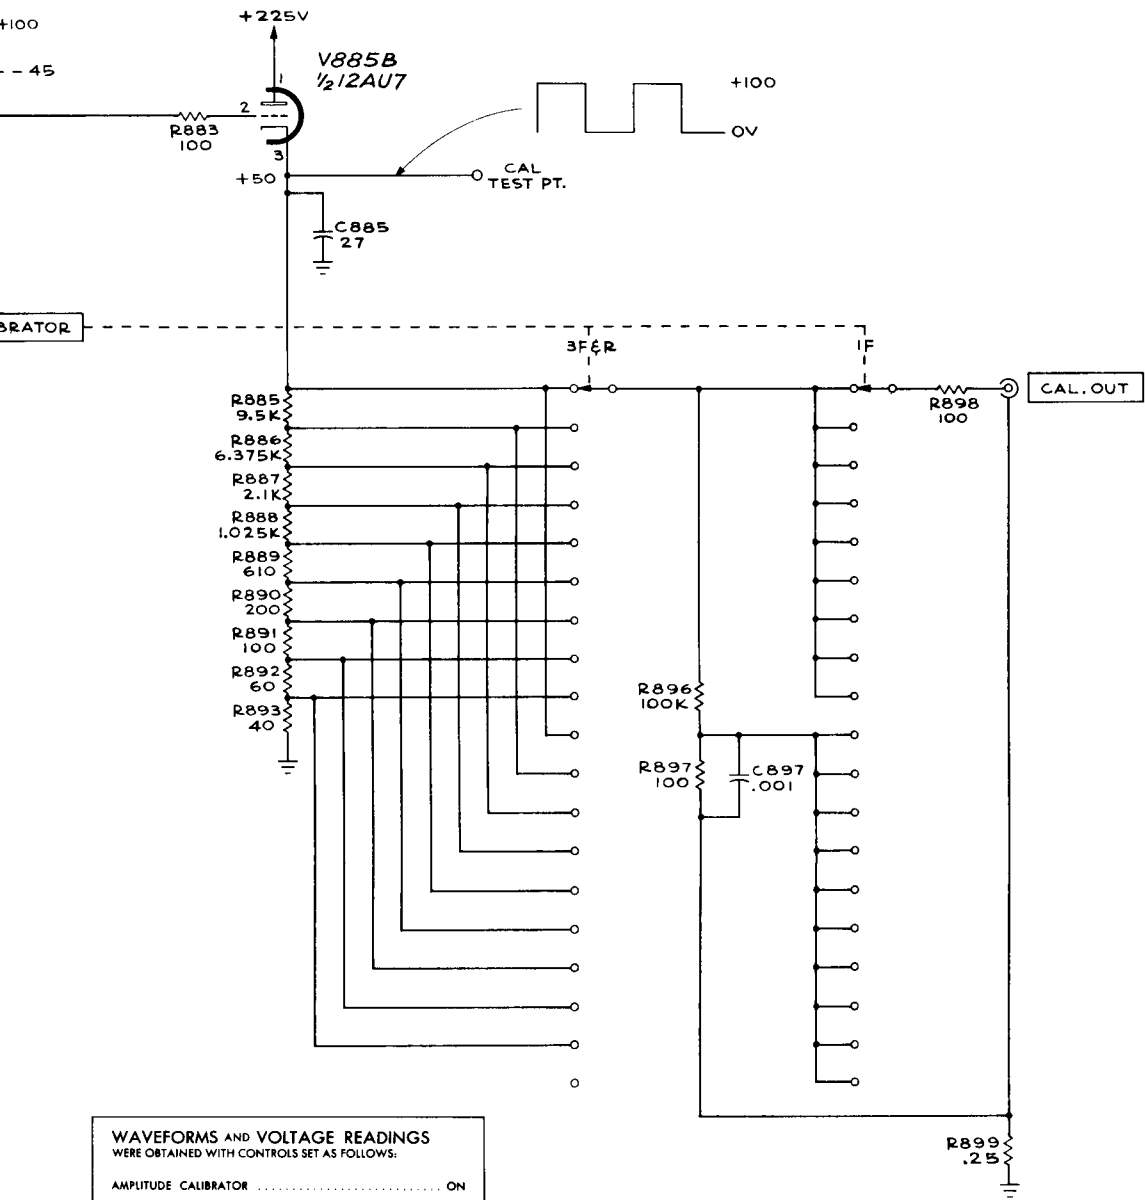 +100
- - 45
+225V
V885B
½12AU7
1
2
3
R883
100
+100
0V
+50
CAL
TEST PT.
C885
27
BRATOR
3F&R
1F
CAL. OUT
R898
100
R885
9.5K
R886
6.375K
R887
2.1K
R888
1.025K
R889
610
R890
200
R891
100
R892
60
R893
40
R896
100K
R897
100
C897
.001
R899
.25
WAVEFORMS AND VOLTAGE READINGS
WERE OBTAINED WITH CONTROLS SET AS FOLLOWS:
AMPLITUDE CALIBRATOR .......................... ON